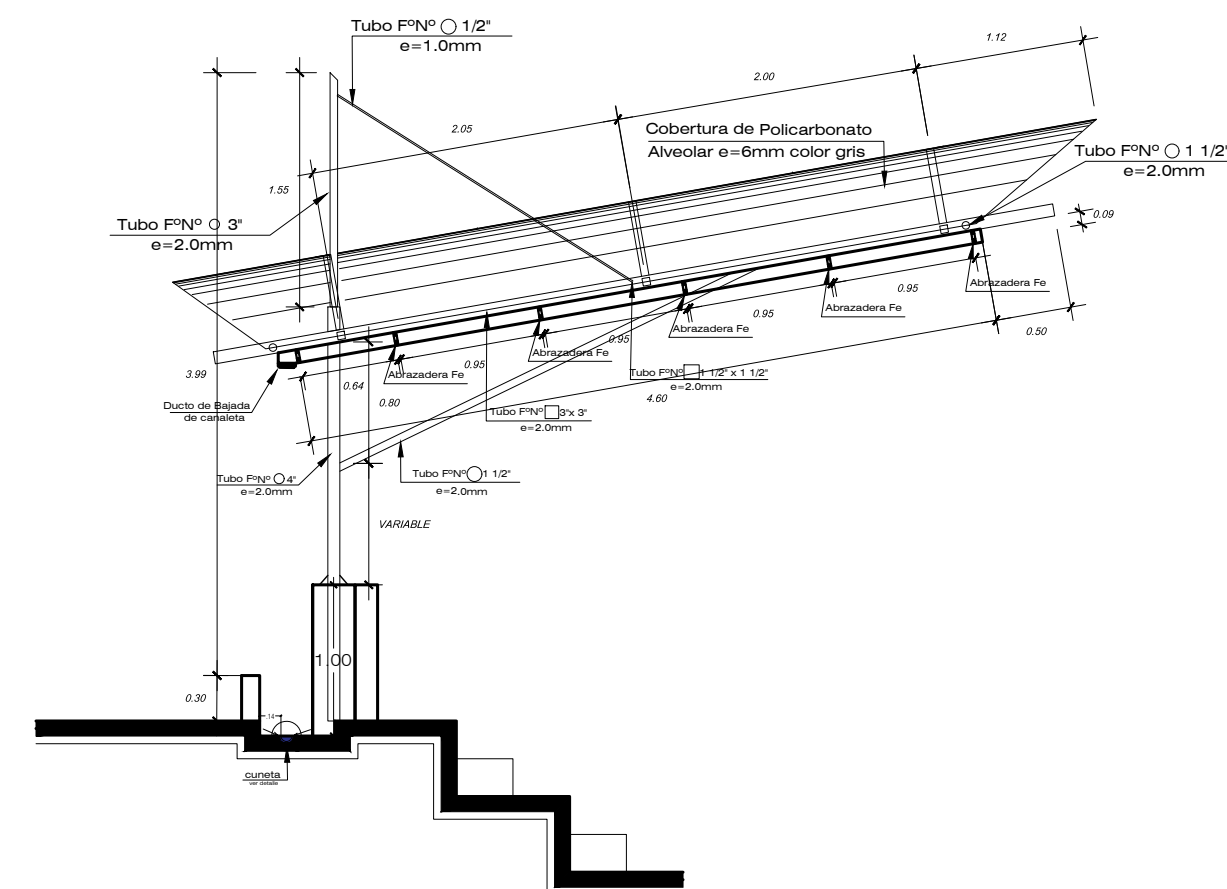 Tubo FºNº ◯ 1/2"
e=1.0mm
1.12
2.00
2.05
Cobertura de Policarbonato
Alveolar e=6mm color gris
Tubo FºNº ◯ 1 1/2"
e=2.0mm
1.55
Tubo FºNº ◯ 3"
e=2.0mm
0.09
Abrazadera Fe
0.95
Abrazadera Fe
0.95
Abrazadera Fe
0.50
0.95
Abrazadera Fe
0.95
Abrazadera Fe
3.99
0.64
Tubo FºNº □ 1 1/2" x 1 1/2"
e=2.0mm
4.60
0.80
Ducto de Bajada
de canaleta
Tubo FºNº □ 3"x 3"
e=2.0mm
Tubo FºNº ◯ 4"
e=2.0mm
Tubo FºNº ◯ 1 1/2"
e=2.0mm
VARIABLE
1.00
0.30
.14
cuneta
ver detalle